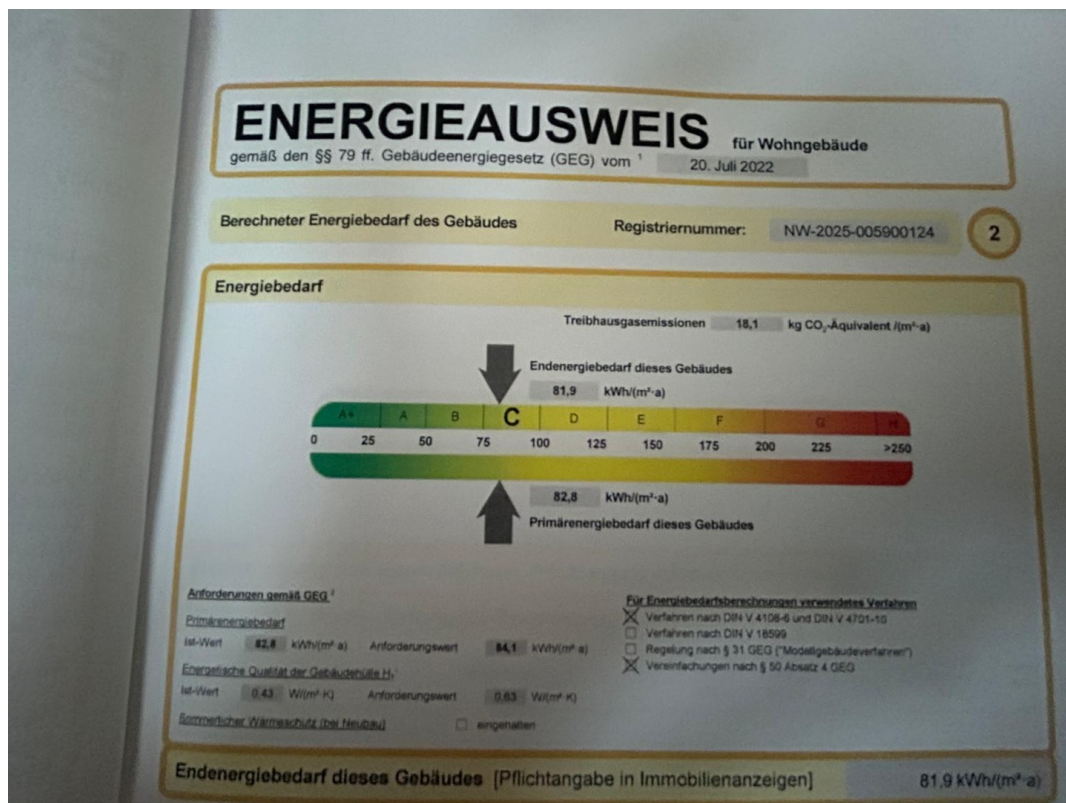 ENERGIEAUSWEIS für Wohngebäude
gemäß den §§ 79 ff. Gebäudeenergiegesetz (GEG) vom ¹ 20. Juli 2022
Berechneter Energiebedarf des Gebäudes Registriernummer: NW-2025-005900124 2
Energiebedarf
Treibhausgasemissionen 18,1 kg CO₂-Äquivalent /(m²·a)
Endenergiebedarf dieses Gebäudes
81,9 kWh/(m²·a)
A+ A B C D E F G H
0 25 50 75 100 125 150 175 200 225 >250
82,8 kWh/(m²·a)
Primärenergiebedarf dieses Gebäudes
Anforderungen gemäß GEG ²
Primärenergiebedarf
Ist-Wert 82,8 kWh/(m²·a) Anforderungswert 84,1 kWh/(m²·a)
Energetische Qualität der Gebäudehülle Hₜ'
Ist-Wert 0,43 W/(m²·K) Anforderungswert 0,63 W/(m²·K)
Sommerlicher Wärmeschutz (bei Neubau) eingehalten
Für Energiebedarfsberechnungen verwendetes Verfahren
Verfahren nach DIN V 4108-6 und DIN V 4701-10
Verfahren nach DIN V 18599
Regelung nach § 31 GEG ("Modellgebäudeverfahren")
Vereinfachungen nach § 50 Absatz 4 GEG
Endenergiebedarf dieses Gebäudes [Pflichtangabe in Immobilienanzeigen] 81,9 kWh/(m²·a)